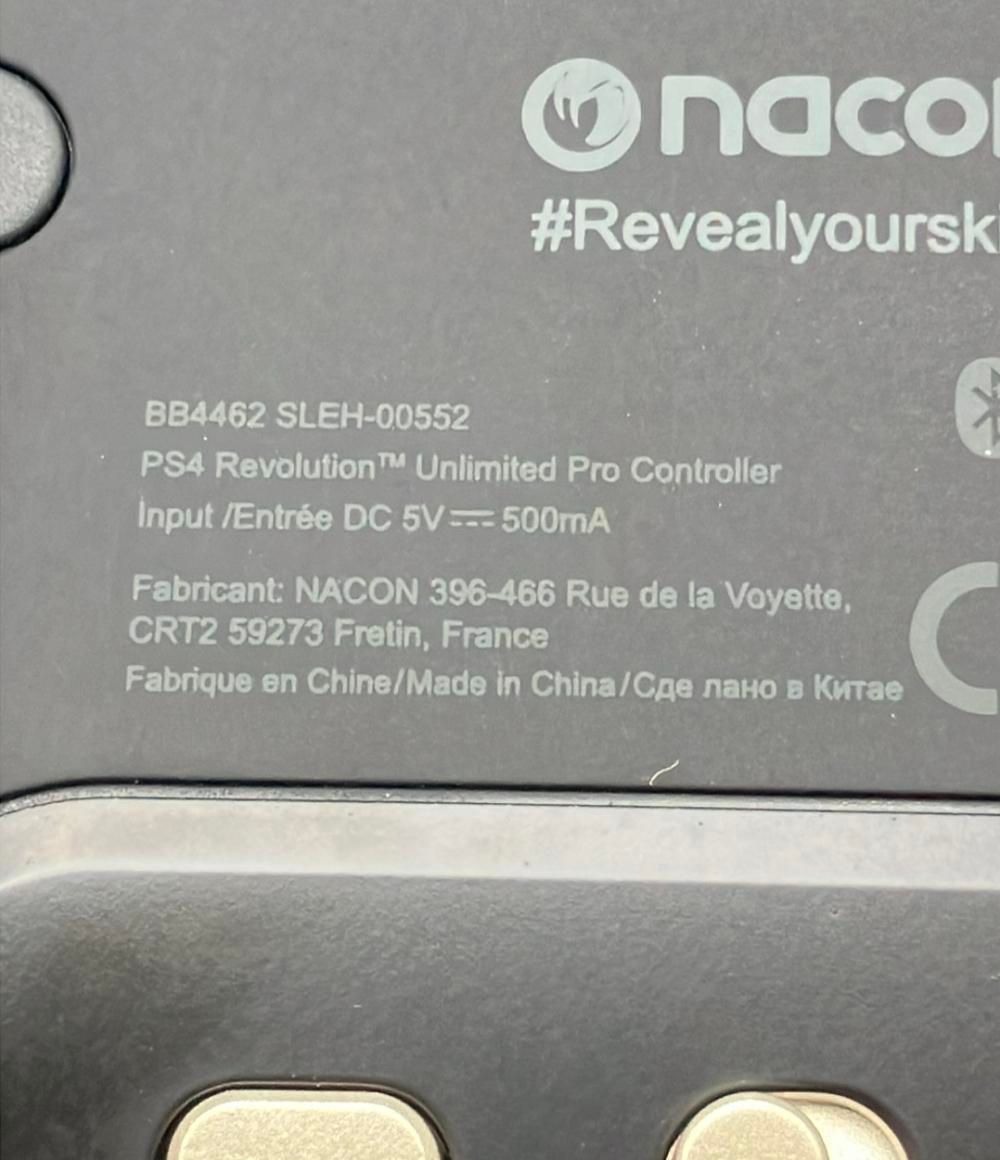 naco
#Revealyoursk
BB4462 SLEH-00552
PS4 Revolution™ Unlimited Pro Controller
Input /Entrée DC 5V⎓500mA
Fabricant: NACON 396-466 Rue de la Voyette,
CRT2 59273 Fretin, France
Fabrique en Chine/Made in China/Сде лано в Китае